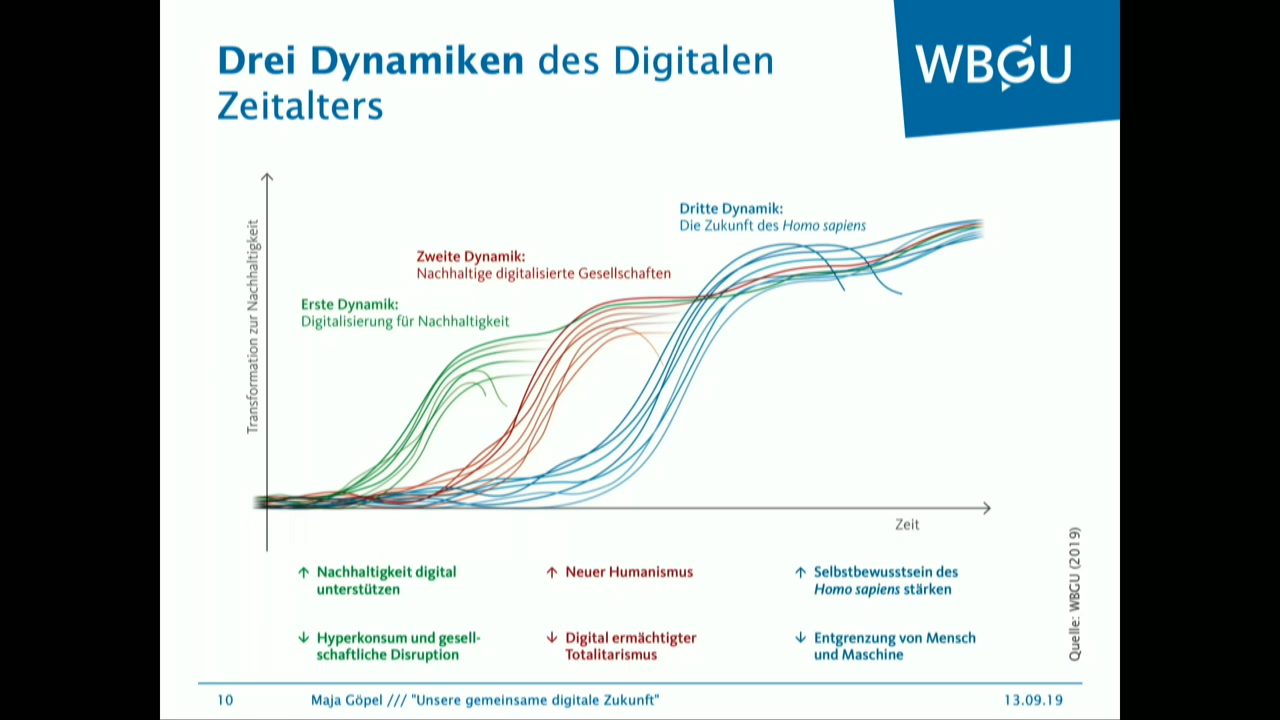 Drei Dynamiken des Digitalen
Zeitalters
WBGU
Transformation zur Nachhaltigkeit
Dritte Dynamik:
Die Zukunft des Homo sapiens
Zweite Dynamik:
Nachhaltige digitalisierte Gesellschaften
Erste Dynamik:
Digitalisierung für Nachhaltigkeit
Zeit
↑ Nachhaltigkeit digital
unterstützen
↑ Neuer Humanismus
↑ Selbstbewusstsein des
Homo sapiens stärken
↓ Hyperkonsum und gesell-
schaftliche Disruption
↓ Digital ermächtigter
Totalitarismus
↓ Entgrenzung von Mensch
und Maschine
Quelle: WBGU (2019)
10 Maja Göpel /// "Unsere gemeinsame digitale Zukunft" 13.09.19